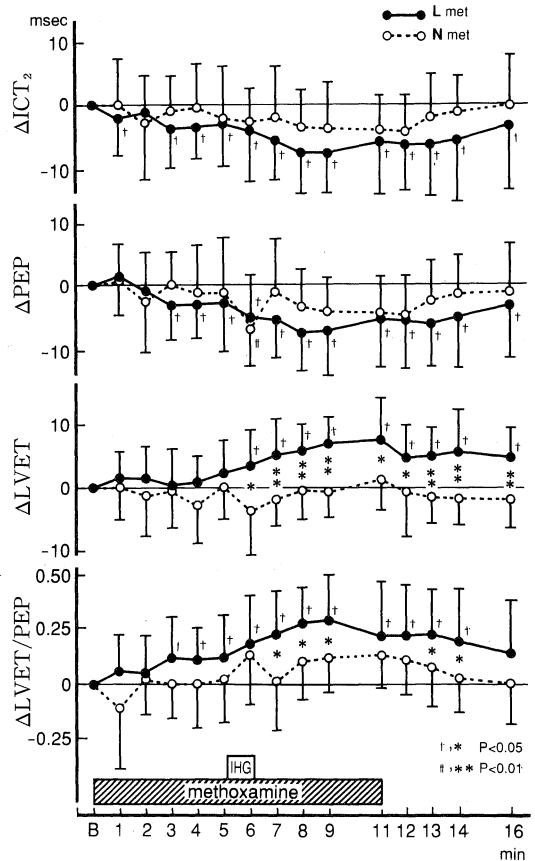 msec
L met
N met
10
0
-10
ΔICT₂
10
0
-10
ΔPEP
10
0
-10
ΔLVET
0.50
0.25
0
-0.25
ΔLVET/PEP
†,* P<0.05
‡,** P<0.01
IHG
methoxamine
B 1 2 3 4 5 6 7 8 9 11 12 13 14 16
min